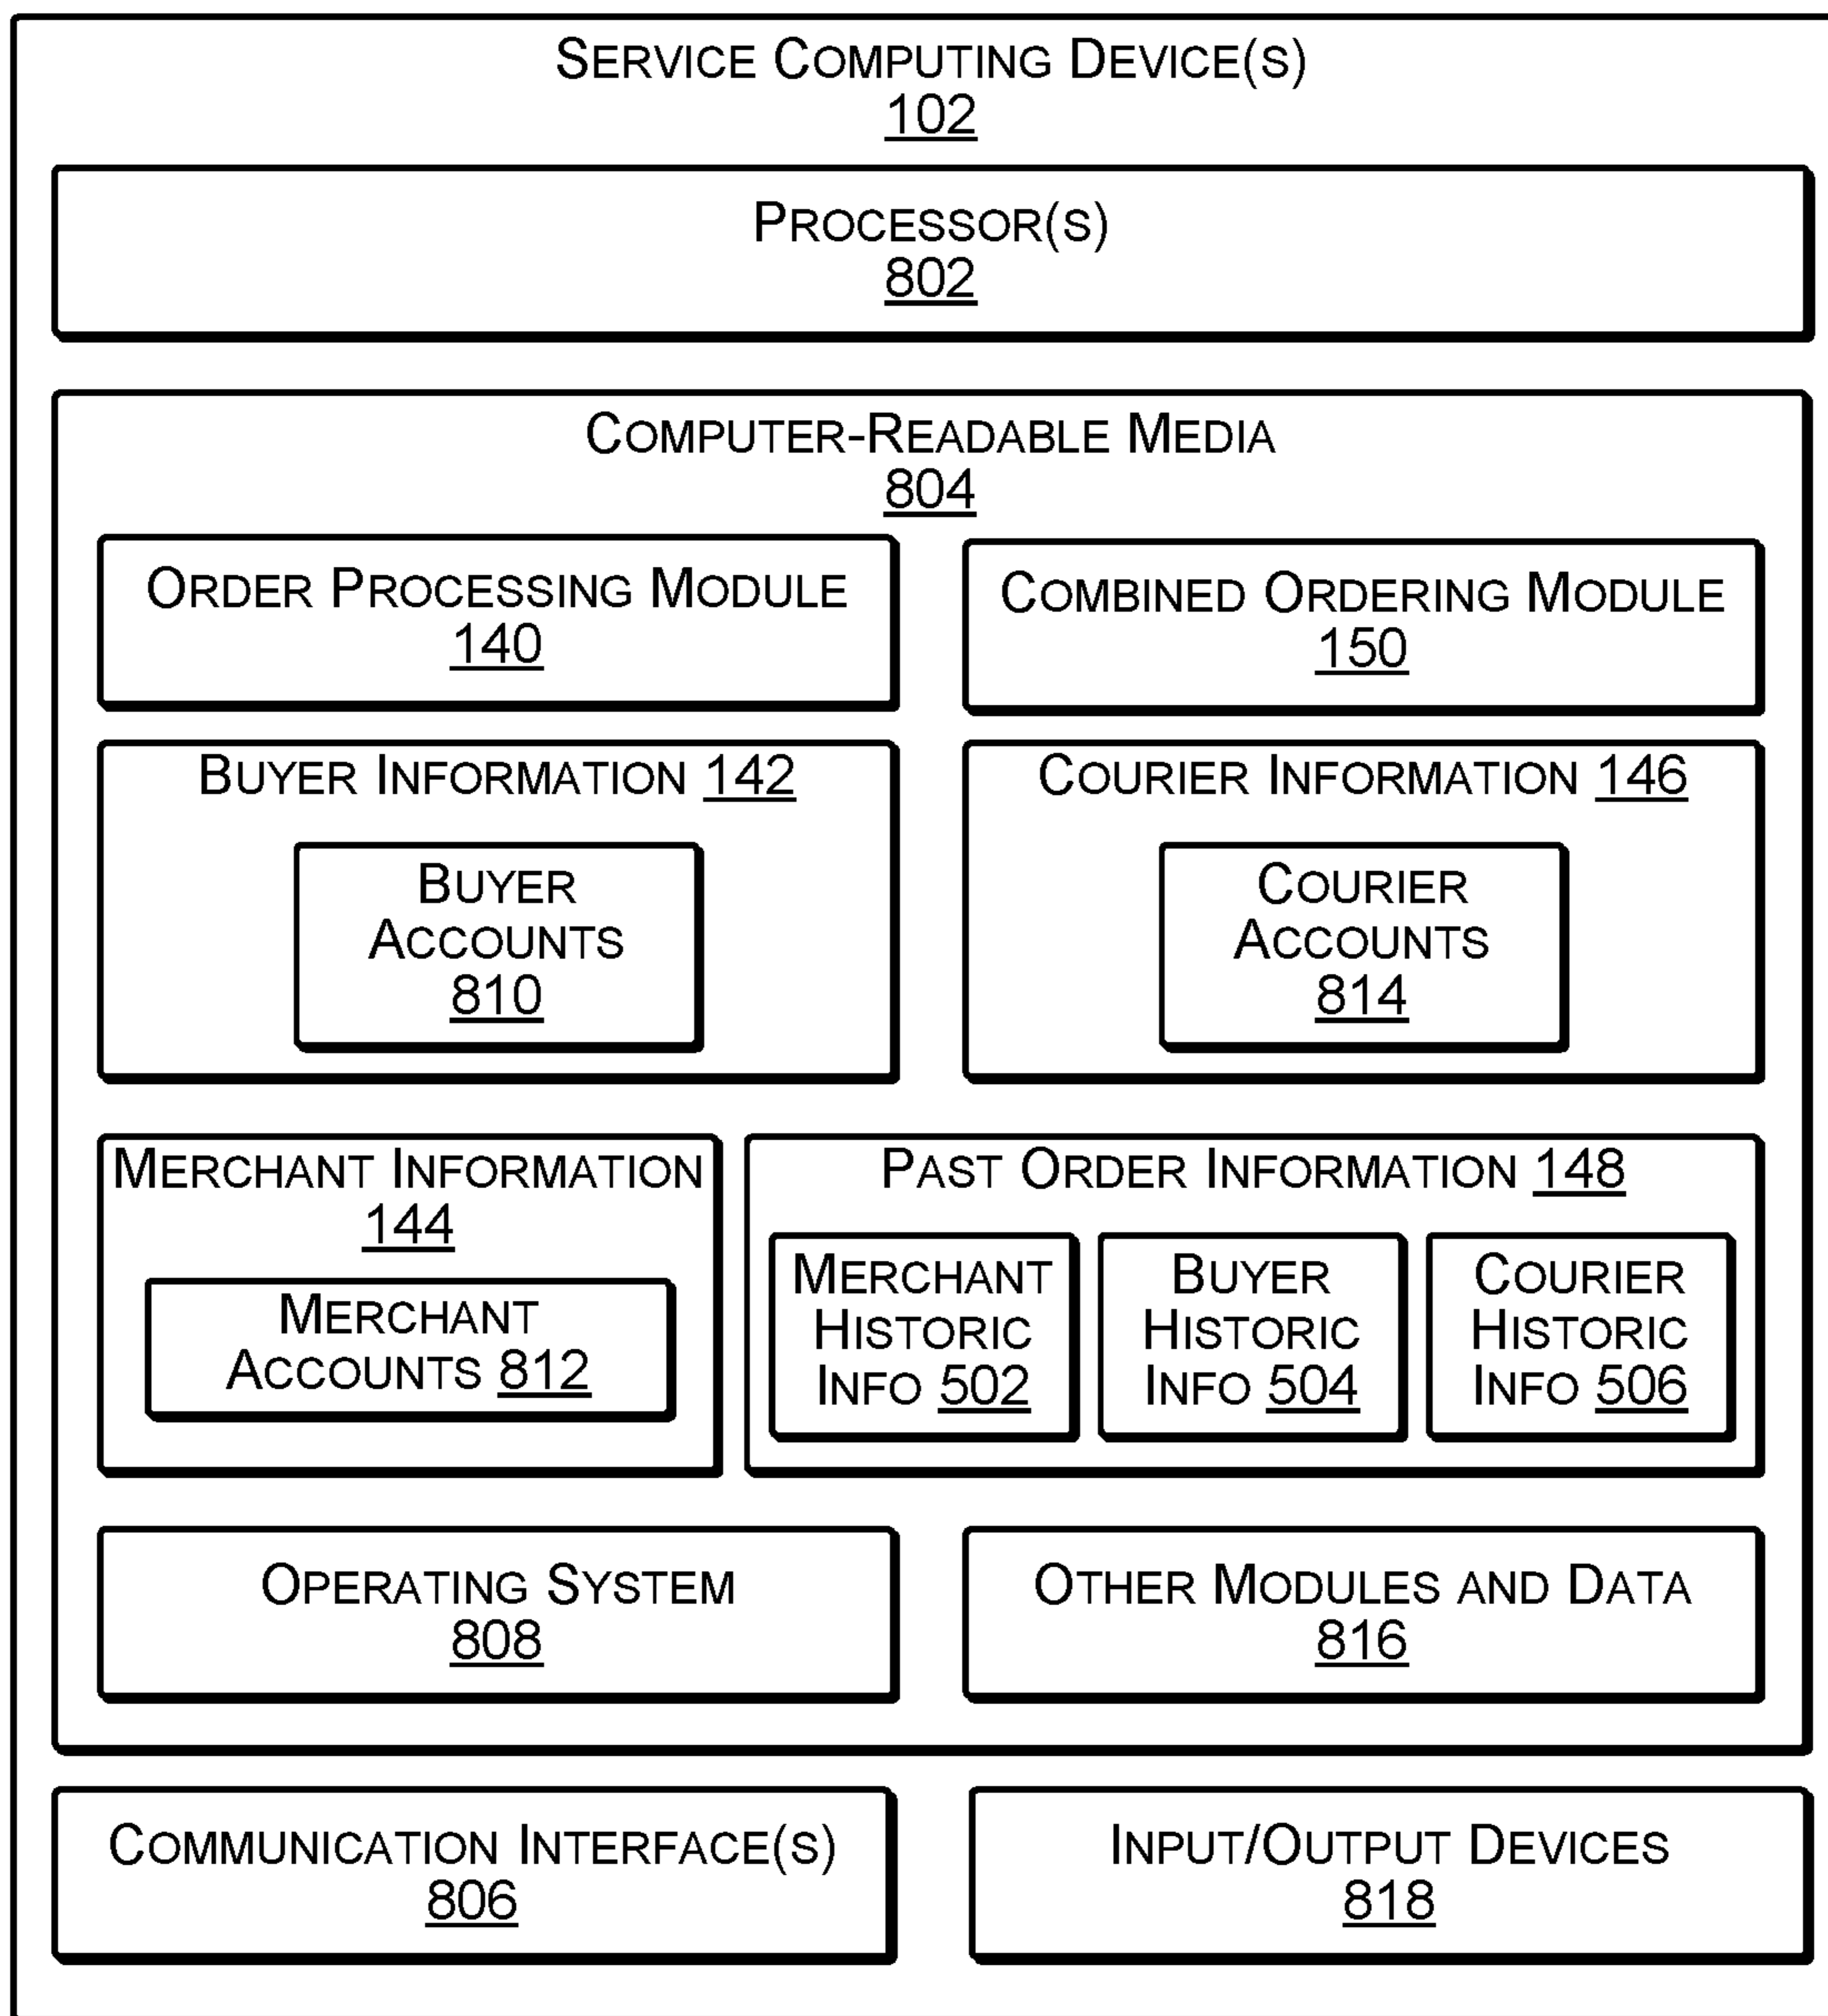 SERVICE COMPUTING DEVICE(S)
102
PROCESSOR(S)
802
COMPUTER-READABLE MEDIA
804
ORDER PROCESSING MODULE
140
COMBINED ORDERING MODULE
150
BUYER INFORMATION 142
BUYER
ACCOUNTS
810
COURIER INFORMATION 146
COURIER
ACCOUNTS
814
MERCHANT INFORMATION
144
MERCHANT
ACCOUNTS 812
PAST ORDER INFORMATION 148
MERCHANT
HISTORIC
INFO 502
BUYER
HISTORIC
INFO 504
COURIER
HISTORIC
INFO 506
OPERATING SYSTEM
808
OTHER MODULES AND DATA
816
COMMUNICATION INTERFACE(S)
806
INPUT/OUTPUT DEVICES
818